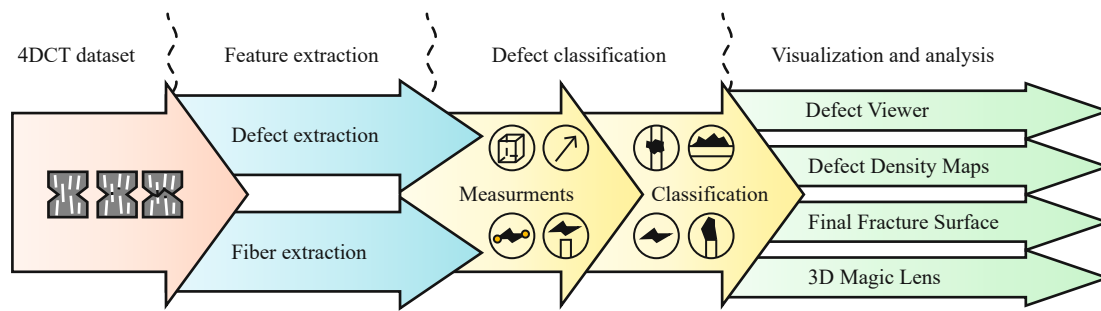 4DCT dataset
Feature extraction
Defect classification
Visualization and analysis
Defect extraction
Fiber extraction
Measurments
Classification
Defect Viewer
Defect Density Maps
Final Fracture Surface
3D Magic Lens